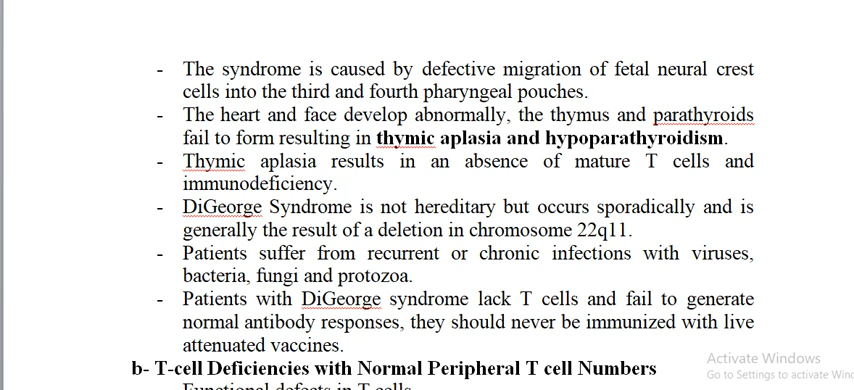 - The syndrome is caused by defective migration of fetal neural crest
cells into the third and fourth pharyngeal pouches.
- The heart and face develop abnormally, the thymus and parathyroids
fail to form resulting in thymic aplasia and hypoparathyroidism.
- Thymic aplasia results in an absence of mature T cells and
immunodeficiency.
- DiGeorge Syndrome is not hereditary but occurs sporadically and is
generally the result of a deletion in chromosome 22q11.
- Patients suffer from recurrent or chronic infections with viruses,
bacteria, fungi and protozoa.
- Patients with DiGeorge syndrome lack T cells and fail to generate
normal antibody responses, they should never be immunized with live
attenuated vaccines.
b- T-cell Deficiencies with Normal Peripheral T cell Numbers
Functional defects in T cells
Activate Windows
Go to Settings to activate Wind